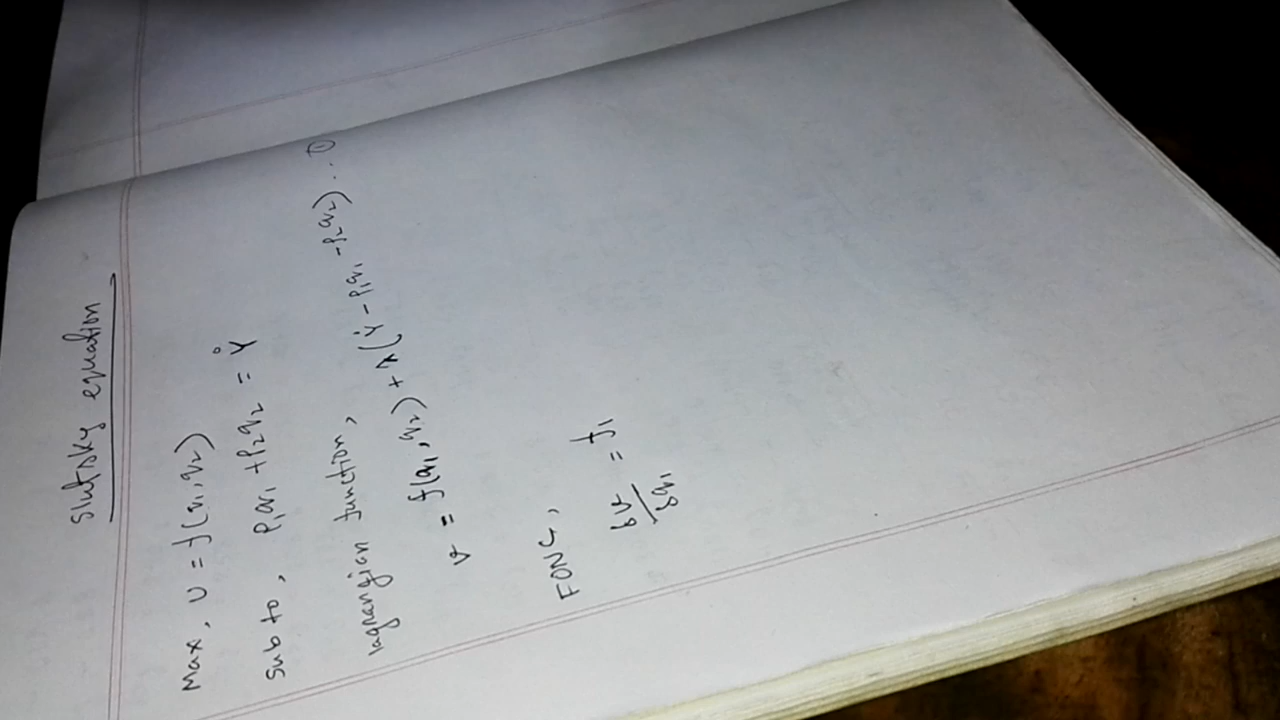 Slutsky equation
Max, U = f(q₁, q₂)
Sub to, P₁q₁ + P₂q₂ = Y°
lagrangian function,
V = f(q₁, q₂) + λ(Y° - P₁q₁ - P₂q₂) .. ①
FONC,
δV/δq₁ = f₁